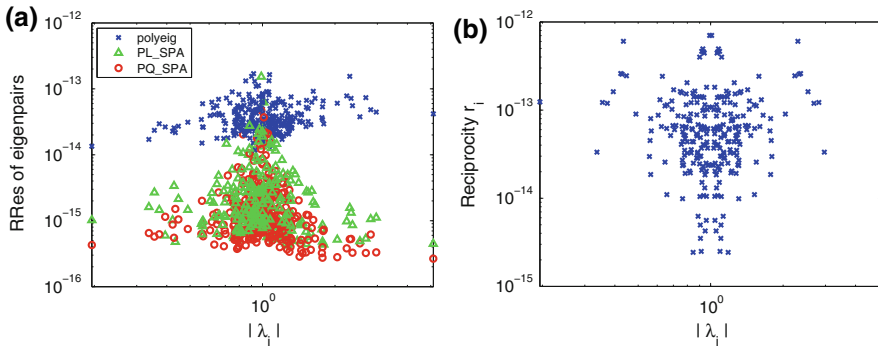 (a)
RRes of eigenpairs
10^-12
10^-13
10^-14
10^-15
10^-16
polyeig
PL_SPA
PQ_SPA
10^0
| λ_i |
(b)
Reciprocity r_i
10^-12
10^-13
10^-14
10^-15
10^0
| λ_i |